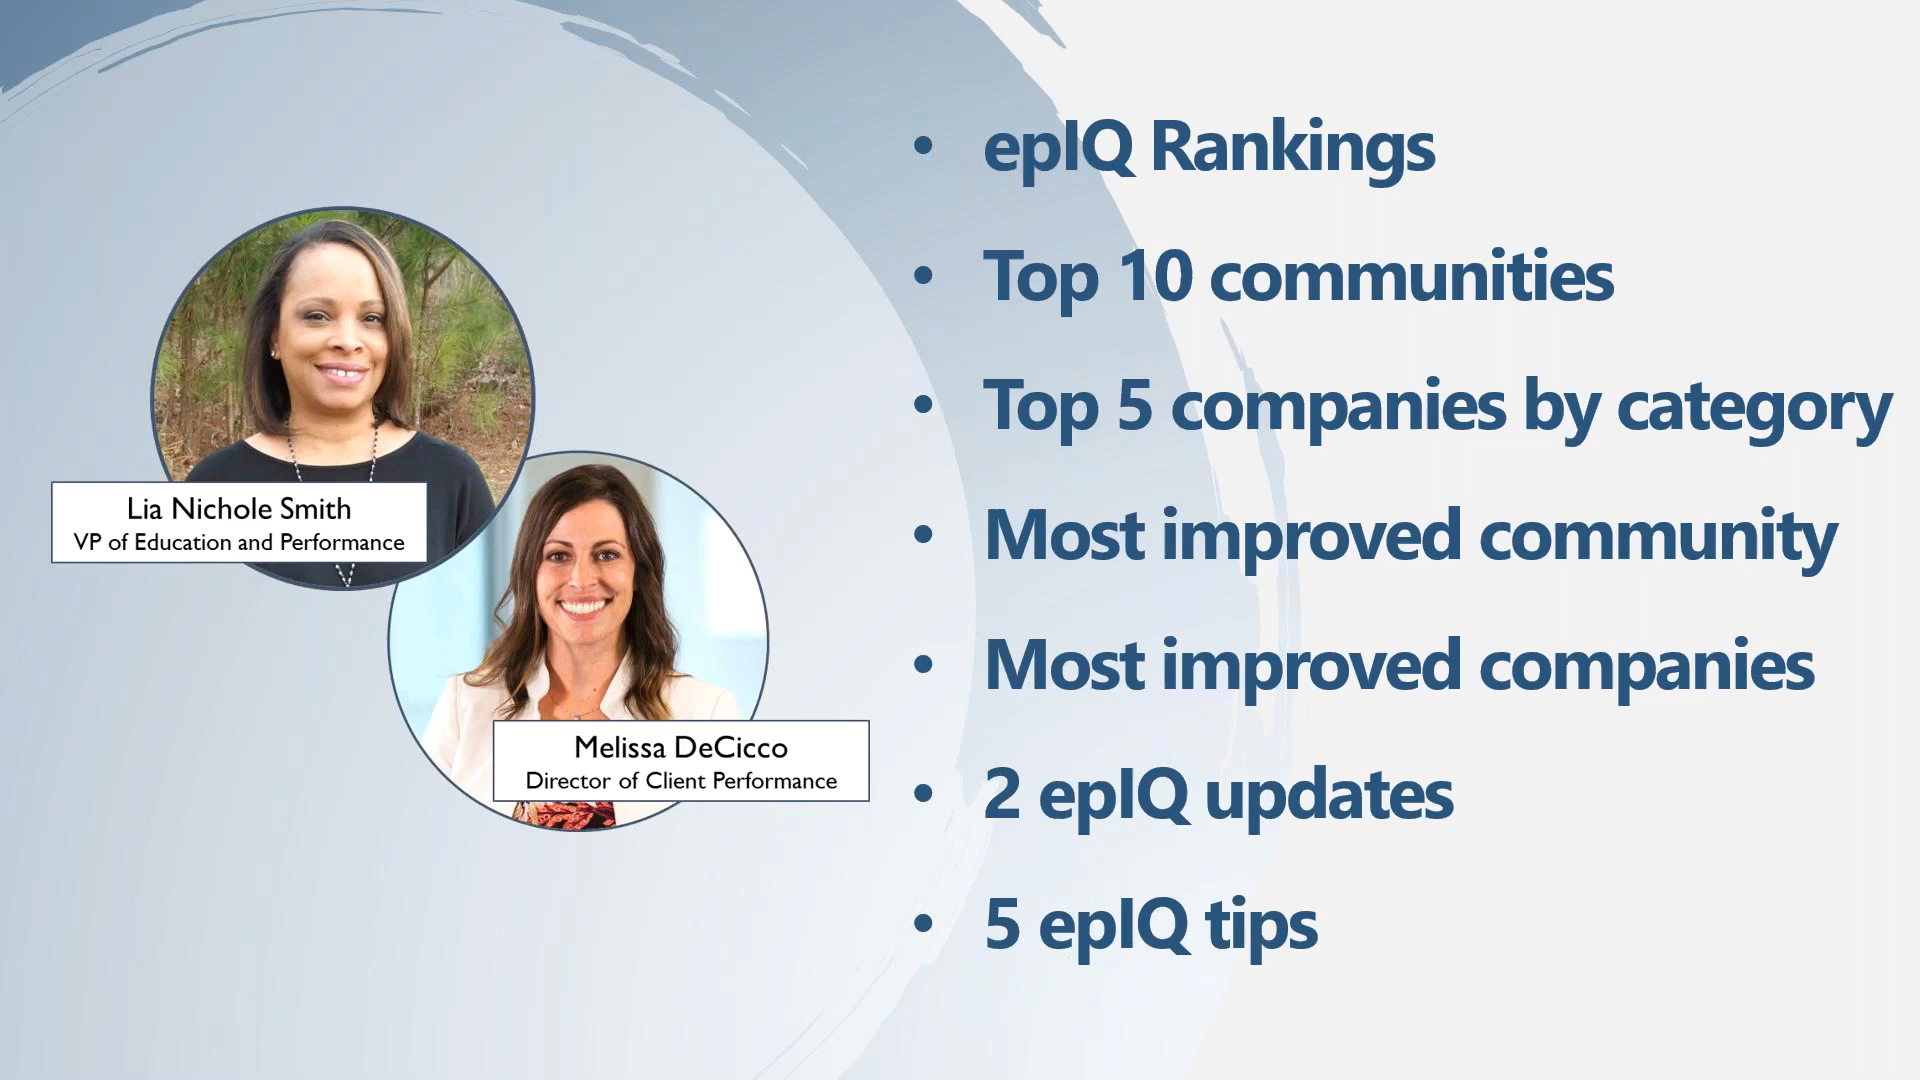 Lia Nichole Smith
VP of Education and Performance
Melissa DeCicco
Director of Client Performance
• epIQ Rankings
• Top 10 communities
• Top 5 companies by category
• Most improved community
• Most improved companies
• 2 epIQ updates
• 5 epIQ tips